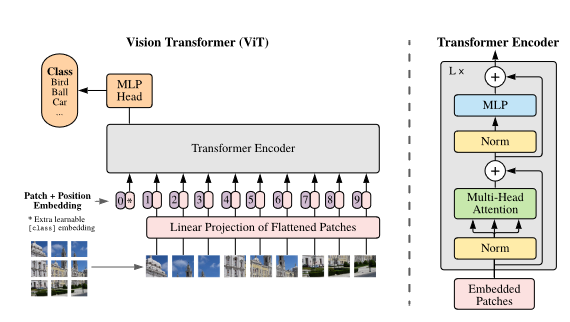 Vision Transformer (ViT)
Class
Bird
Ball
Car
...
MLP
Head
Transformer Encoder
Patch + Position
Embedding
* Extra learnable
[class] embedding
0 * 1 2 3 4 5 6 7 8 9
Linear Projection of Flattened Patches
Transformer Encoder
L x
+
MLP
Norm
+
Multi-Head
Attention
Norm
Embedded
Patches